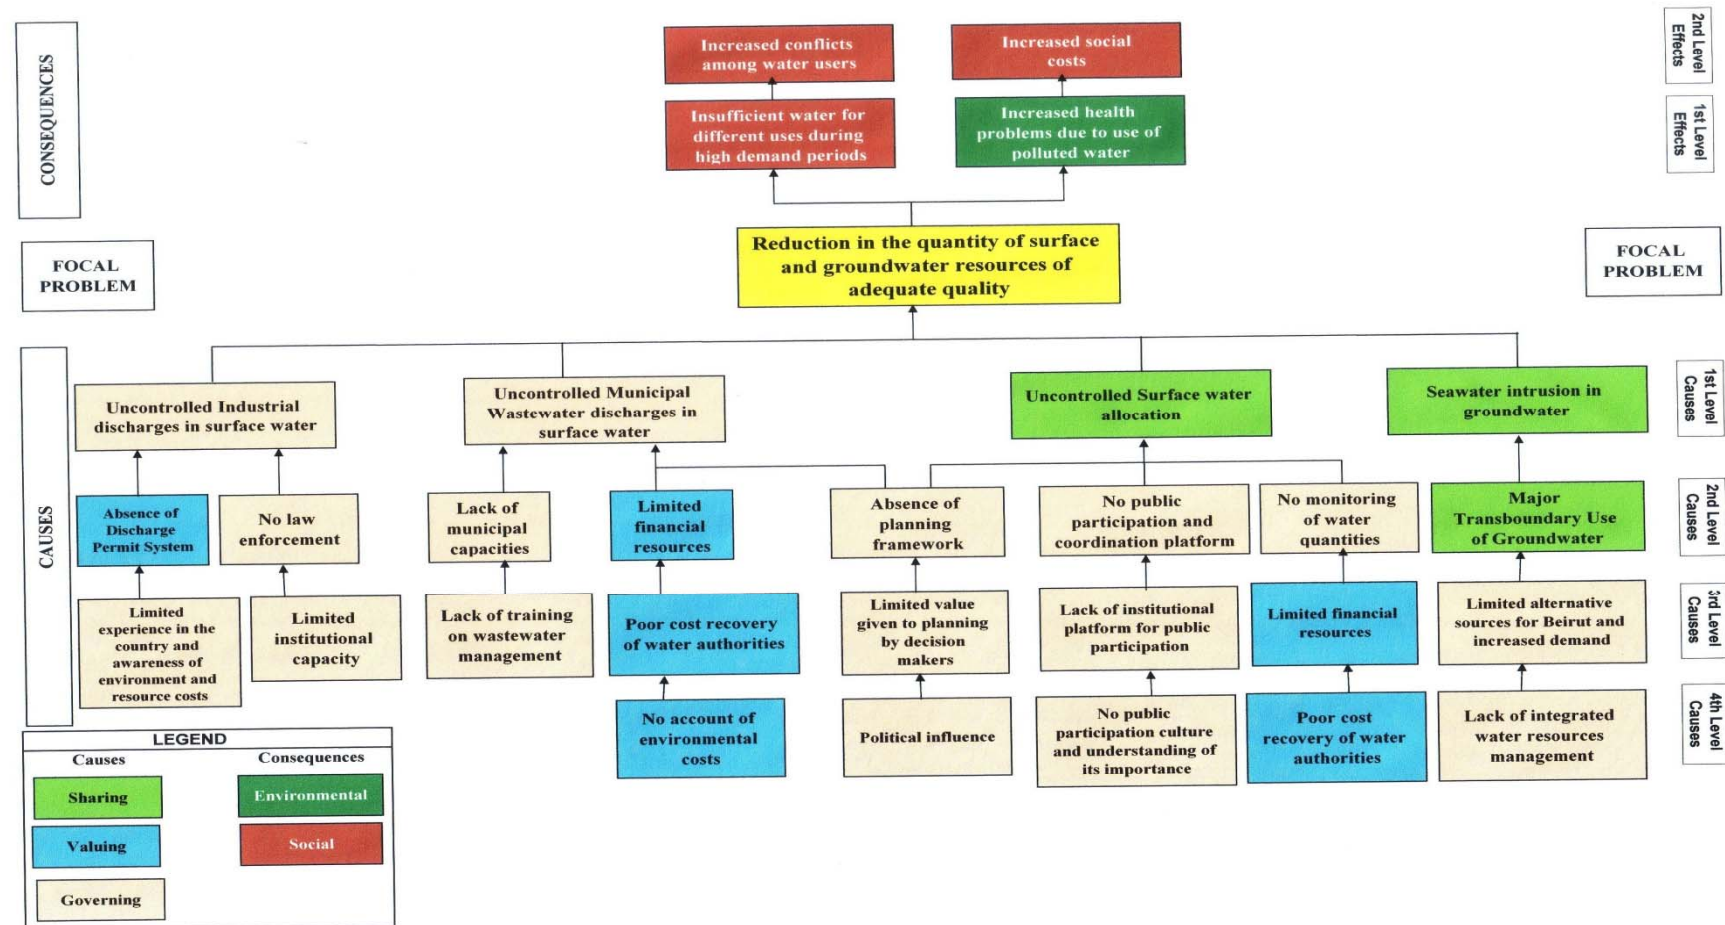 CONSEQUENCES
Increased conflicts
among water users
Increased social
costs
2nd Level
Effects
Insufficient water for
different uses during
high demand periods
Increased health
problems due to use of
polluted water
1st Level
Effects
FOCAL
PROBLEM
Reduction in the quantity of surface
and groundwater resources of
adequate quality
FOCAL
PROBLEM
CAUSES
Uncontrolled Industrial
discharges in surface water
Uncontrolled Municipal
Wastewater discharges in
surface water
Uncontrolled Surface water
allocation
Seawater intrusion in
groundwater
1st Level
Causes
Absence of
Discharge
Permit System
No law
enforcement
Lack of
municipal
capacities
Limited
financial
resources
Absence of
planning
framework
No public
participation and
coordination platform
No monitoring
of water
quantities
Major
Transboundary Use
of Groundwater
2nd Level
Causes
Limited
experience in the
country and
awareness of
environment and
resource costs
Limited
institutional
capacity
Lack of training
on wastewater
management
Poor cost recovery
of water authorities
Limited value
given to planning
by decision
makers
Lack of institutional
platform for public
participation
Limited financial
resources
Limited alternative
sources for Beirut and
increased demand
3rd Level
Causes
No account of
environmental
costs
Political influence
No public
participation culture
and understanding of
its importance
Poor cost
recovery of water
authorities
Lack of integrated
water resources
management
4th Level
Causes
LEGEND
Causes
Consequences
Sharing
Environmental
Valuing
Social
Governing